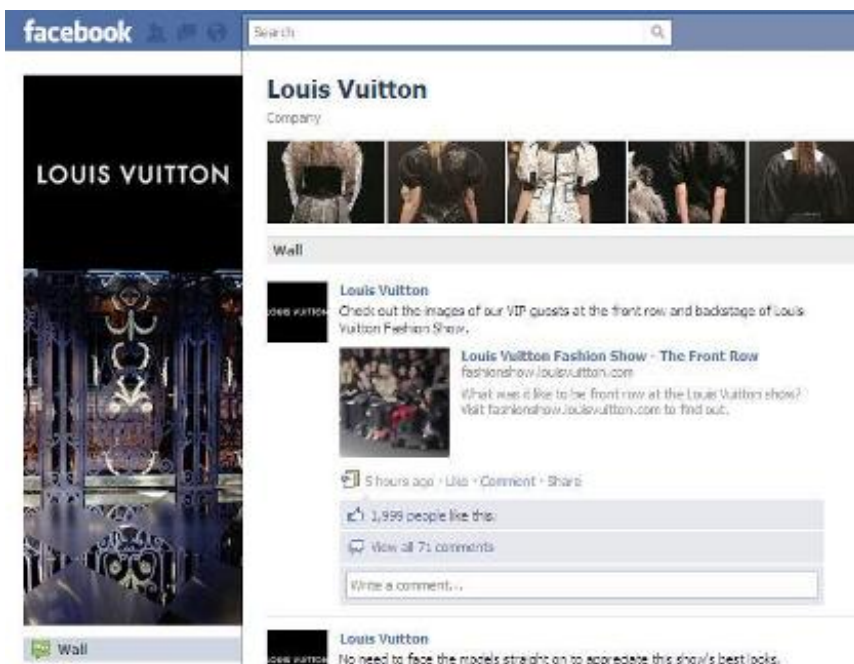 facebook
Search
Louis Vuitton
Company
LOUIS VUITTON
Wall
Louis Vuitton
LOUIS VUITTON
Check out the images of our VIP guests at the front row and backstage of Louis
Vuitton Fashion Show.
Louis Vuitton Fashion Show - The Front Row
fashionshow.louisvuitton.com
What was it like to be front row at the Louis Vuitton show?
Visit fashionshow.louisvuitton.com to find out.
5 hours ago · Like · Comment · Share
1,999 people like this.
View all 71 comments
Write a comment...
Wall
Louis Vuitton
LOUIS VUITTON
No need to face the models straight on to appreciate this show's best looks.